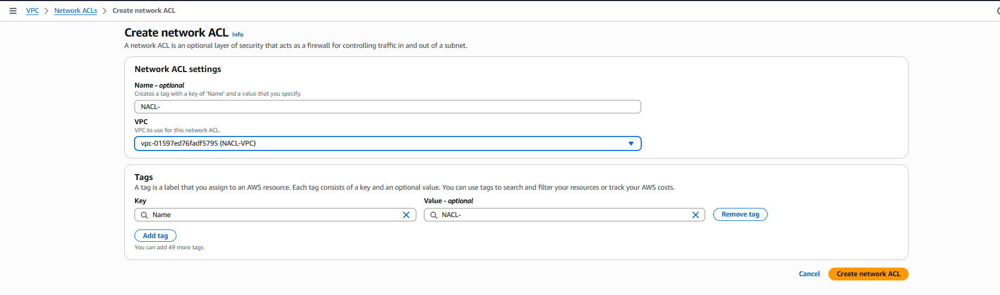 VPC > Network ACLs > Create network ACL
Create network ACL Info
A network ACL is an optional layer of security that acts as a firewall for controlling traffic in and out of a subnet.
Network ACL settings
Name - optional
Creates a tag with a key of 'Name' and a value that you specify.
NACL-
VPC
VPC to use for this network ACL.
vpc-01597ed76fadf5795 (NACL-VPC)
Tags
A tag is a label that you assign to an AWS resource. Each tag consists of a key and an optional value. You can use tags to search and filter your resources or track your AWS costs.
Key Value - optional
Name NACL- Remove tag
Add tag
You can add 49 more tags
Cancel Create network ACL